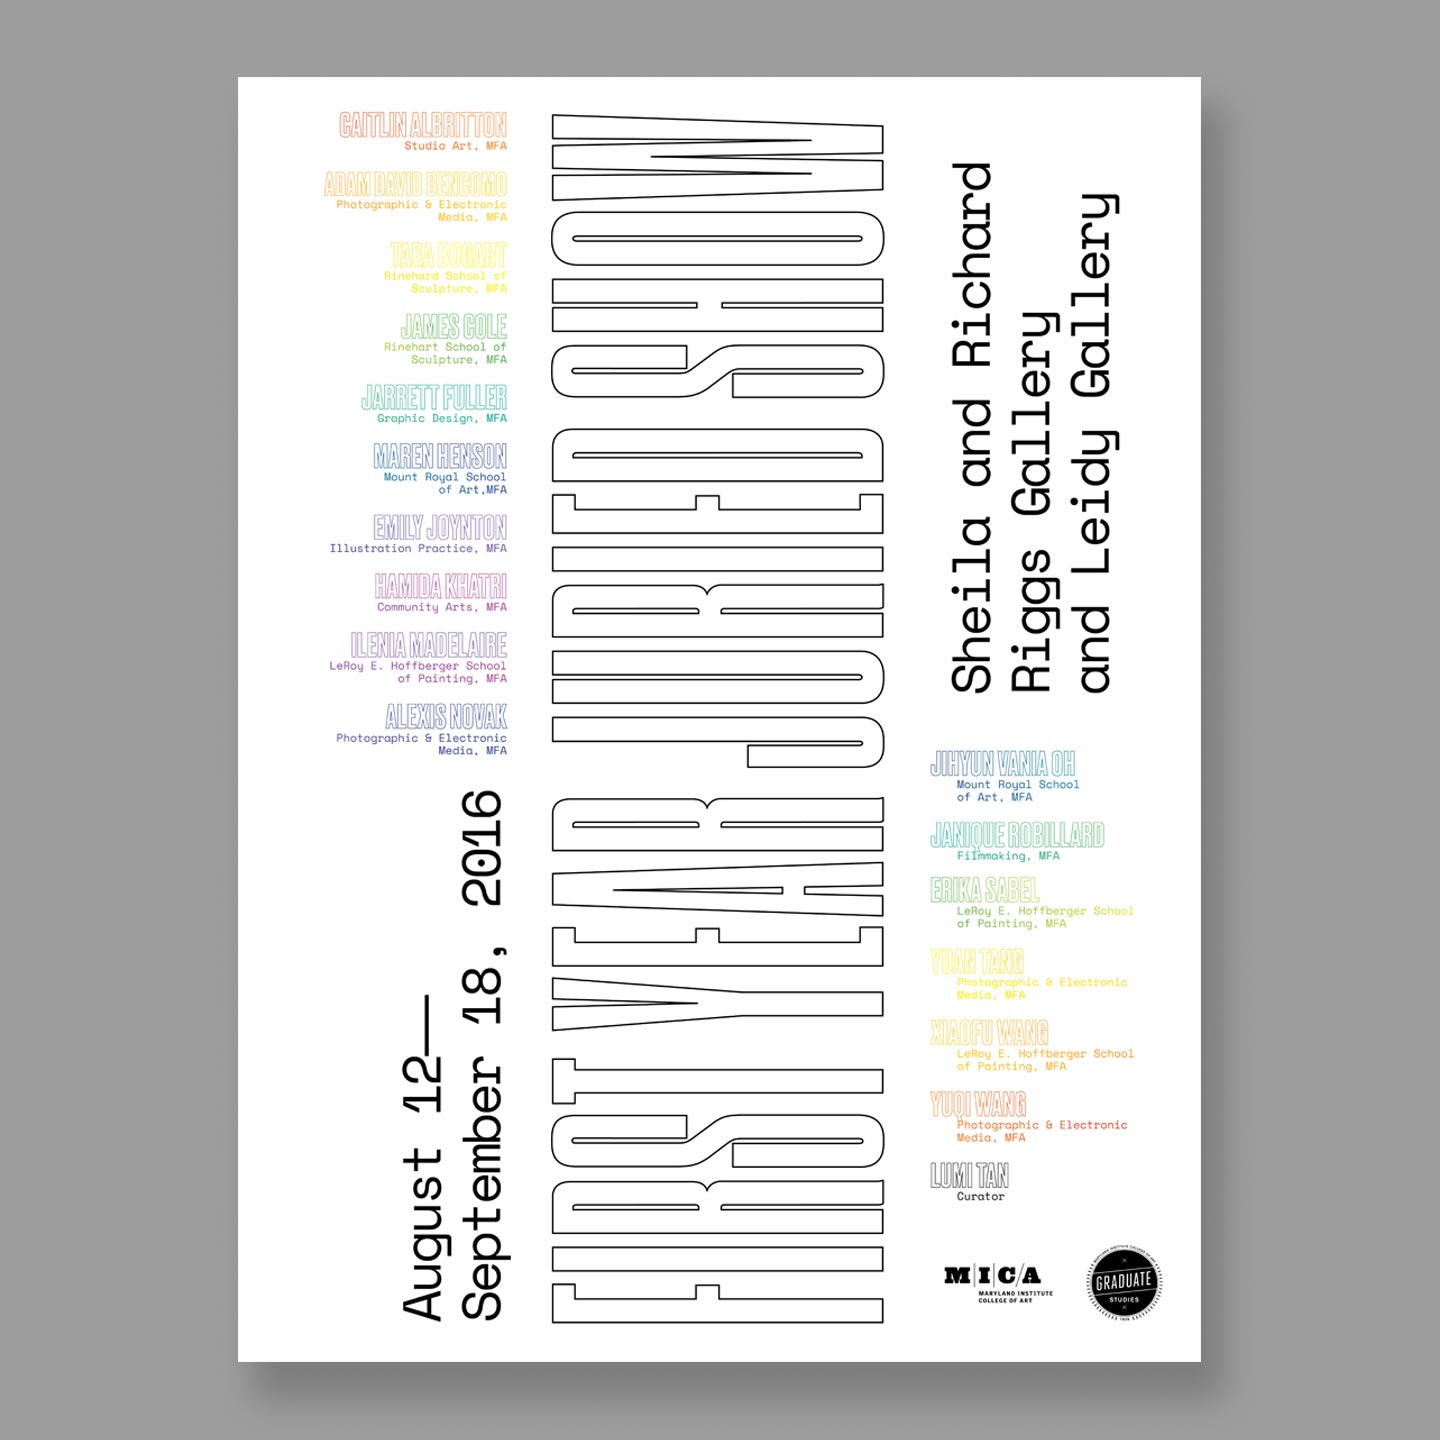 CAITLIN ALBRITTON
Studio Art, MFA
ADAM DAVID BENCOMO
Photographic & Electronic
Media, MFA
TARA BOGART
Rinehard School of
Sculpture, MFA
JAMES COLE
Rinehart School of
Sculpture, MFA
JARRETT FULLER
Graphic Design, MFA
MAREN HENSON
Mount Royal School
of Art,MFA
EMILY JOYNTON
Illustration Practice, MFA
HAMIDA KHATRI
Community Arts, MFA
ILENIA MADELAIRE
LeRoy E. Hoffberger School
of Painting, MFA
ALEXIS NOVAK
Photographic & Electronic
Media, MFA
August 12—
September 18, 2016
FIRST YEAR JURIED SHOW
Sheila and Richard
Riggs Gallery
and Leidy Gallery
JIHYUN VANIA OH
Mount Royal School
of Art, MFA
JANIQUE ROBILLARD
Filmmaking, MFA
ERIKA SABEL
LeRoy E. Hoffberger School
of Painting, MFA
YUAN TANG
Photographic & Electronic
Media, MFA
XIAOFU WANG
LeRoy E. Hoffberger School
of Painting, MFA
YUQI WANG
Photographic & Electronic
Media, MFA
LUMI TAN
Curator
M|I|C/A
MARYLAND INSTITUTE
COLLEGE OF ART
GRADUATE
STUDIES